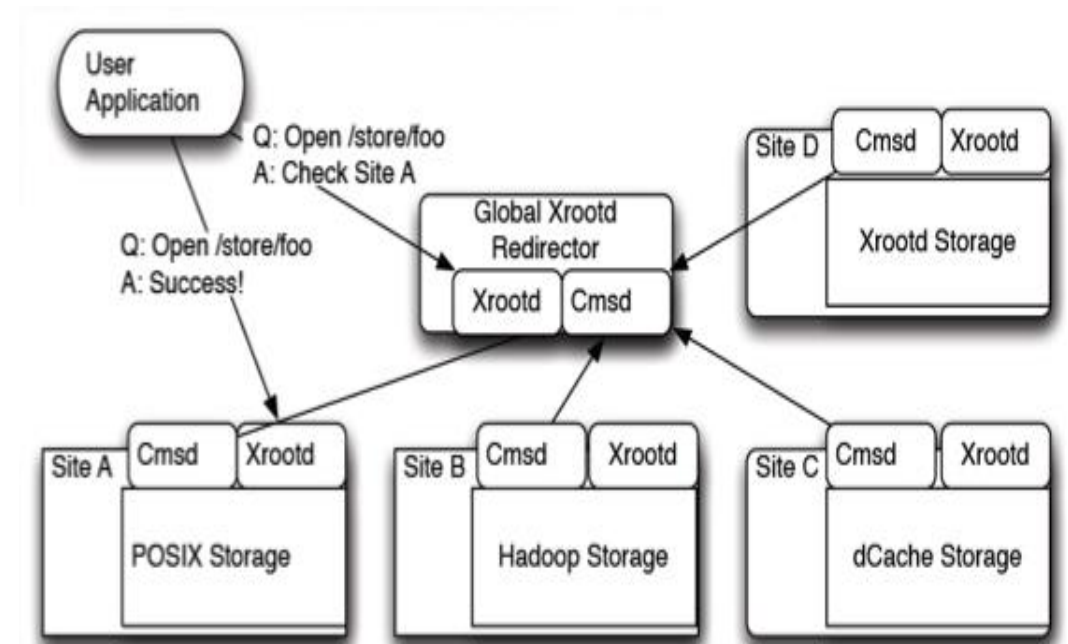 User
Application
Q: Open /store/foo
A: Check Site A
Q: Open /store/foo
A: Success!
Global Xrootd
Redirector
Xrootd
Cmsd
Site D
Cmsd
Xrootd
Xrootd Storage
Site A
Cmsd
Xrootd
POSIX Storage
Site B
Cmsd
Xrootd
Hadoop Storage
Site C
Cmsd
Xrootd
dCache Storage